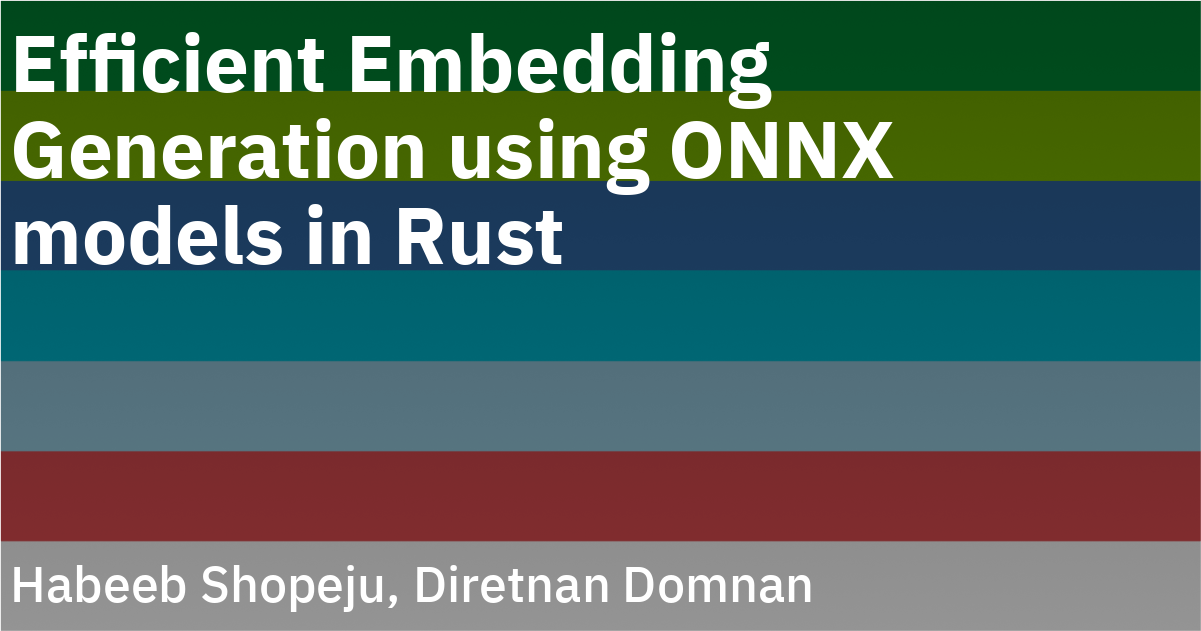 Efficient Embedding
Generation using ONNX
models in Rust
Habeeb Shopeju, Diretnan Domnan